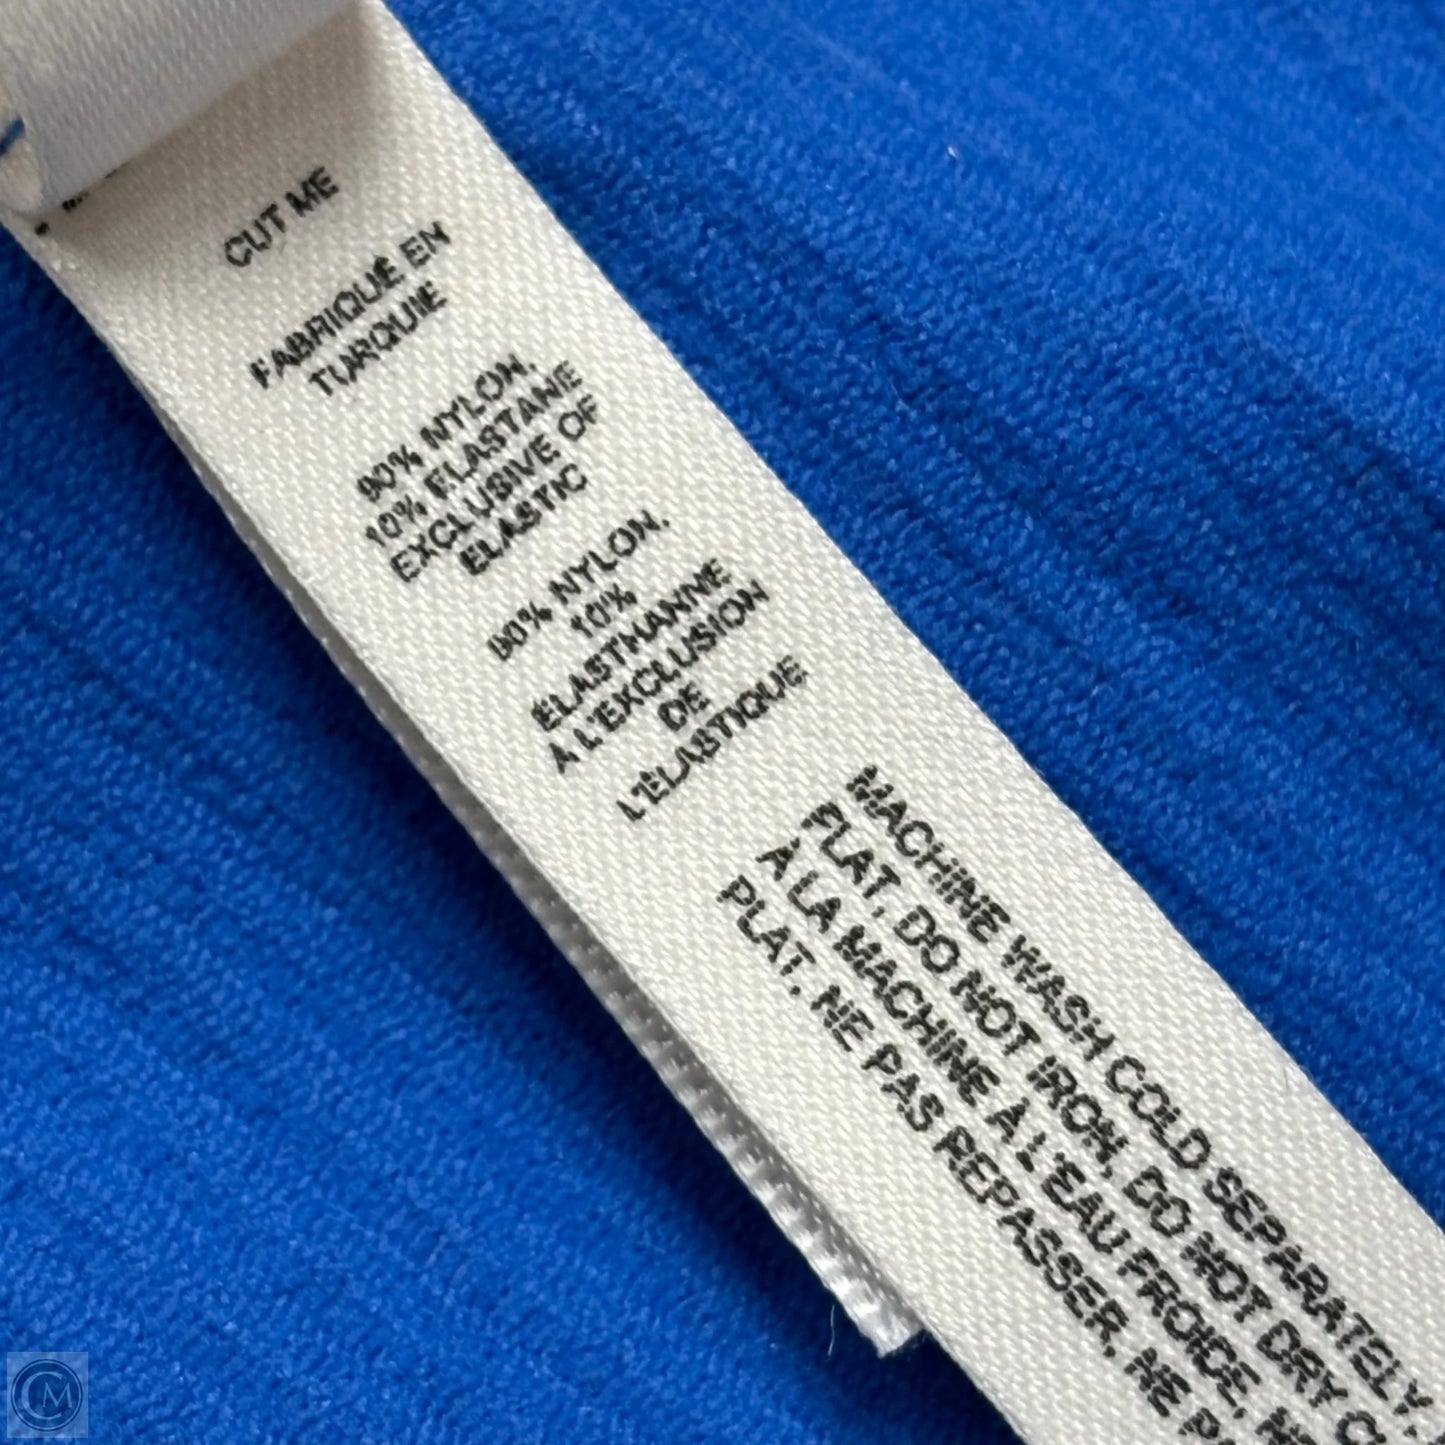 CUT ME
FABRIQUÉ EN
TURQUIE
90% NYLON,
10% ELASTANE
EXCLUSIVE OF
ELASTIC
90% NYLON,
10%
ÉLASTHANNE
À L'EXCLUSION
DE
L'ÉLASTIQUE
MACHINE WASH COLD SEPARATELY,
FLAT, DO NOT IRON, DO NOT DRY
À LA MACHINE À L'EAU FROIDE,
PLAT, NE PAS REPASSER, NE
CM